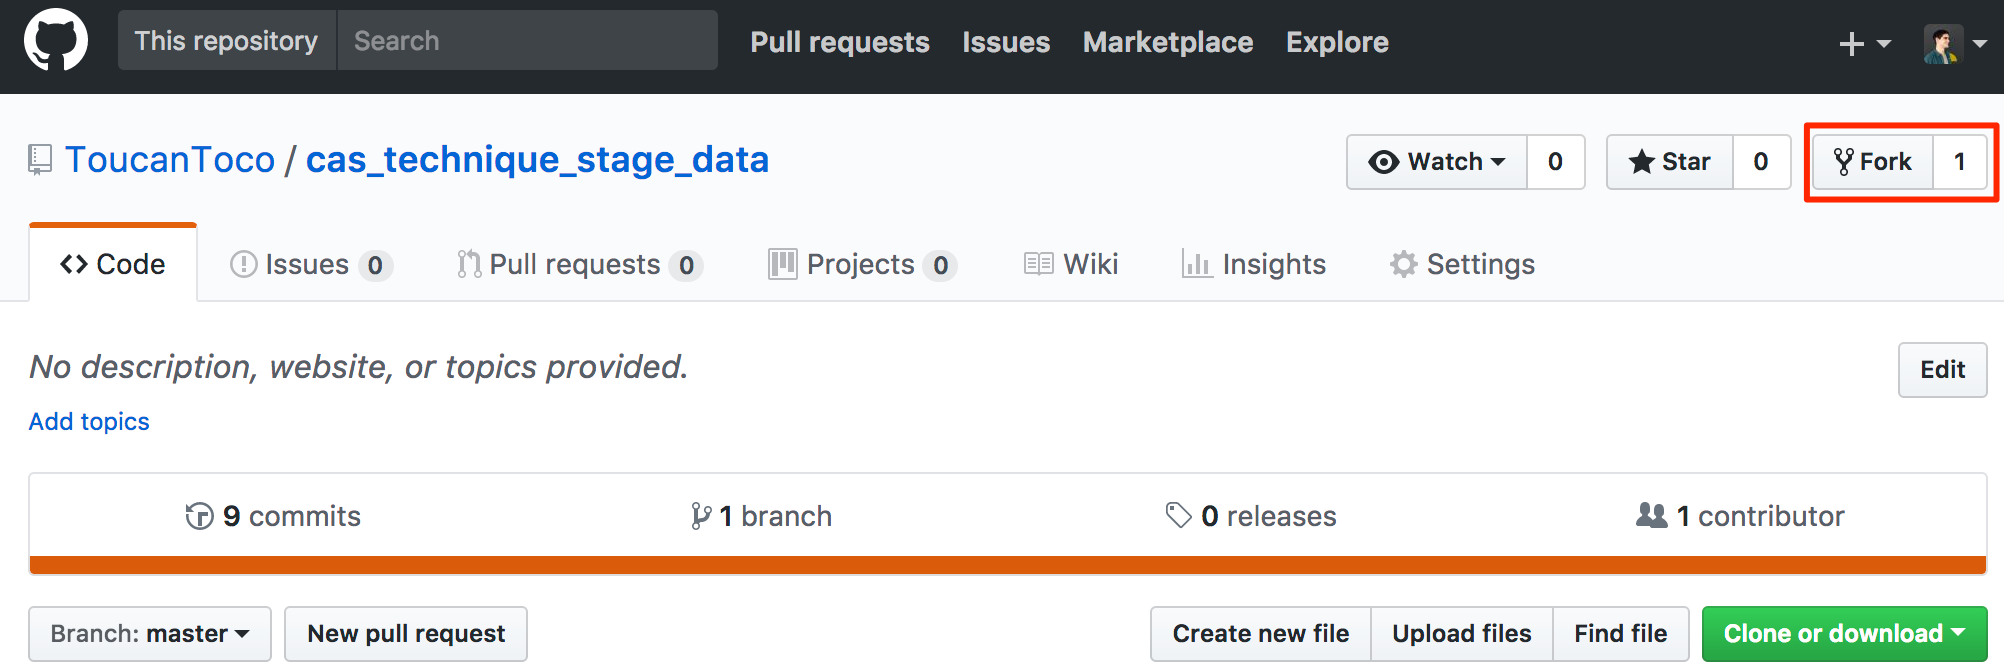 This repository Search Pull requests Issues Marketplace Explore
ToucanToco / cas_technique_stage_data Watch 0 Star 0 Fork 1
Code Issues 0 Pull requests 0 Projects 0 Wiki Insights Settings
No description, website, or topics provided. Edit
Add topics
9 commits 1 branch 0 releases 1 contributor
Branch: master New pull request Create new file Upload files Find file Clone or download